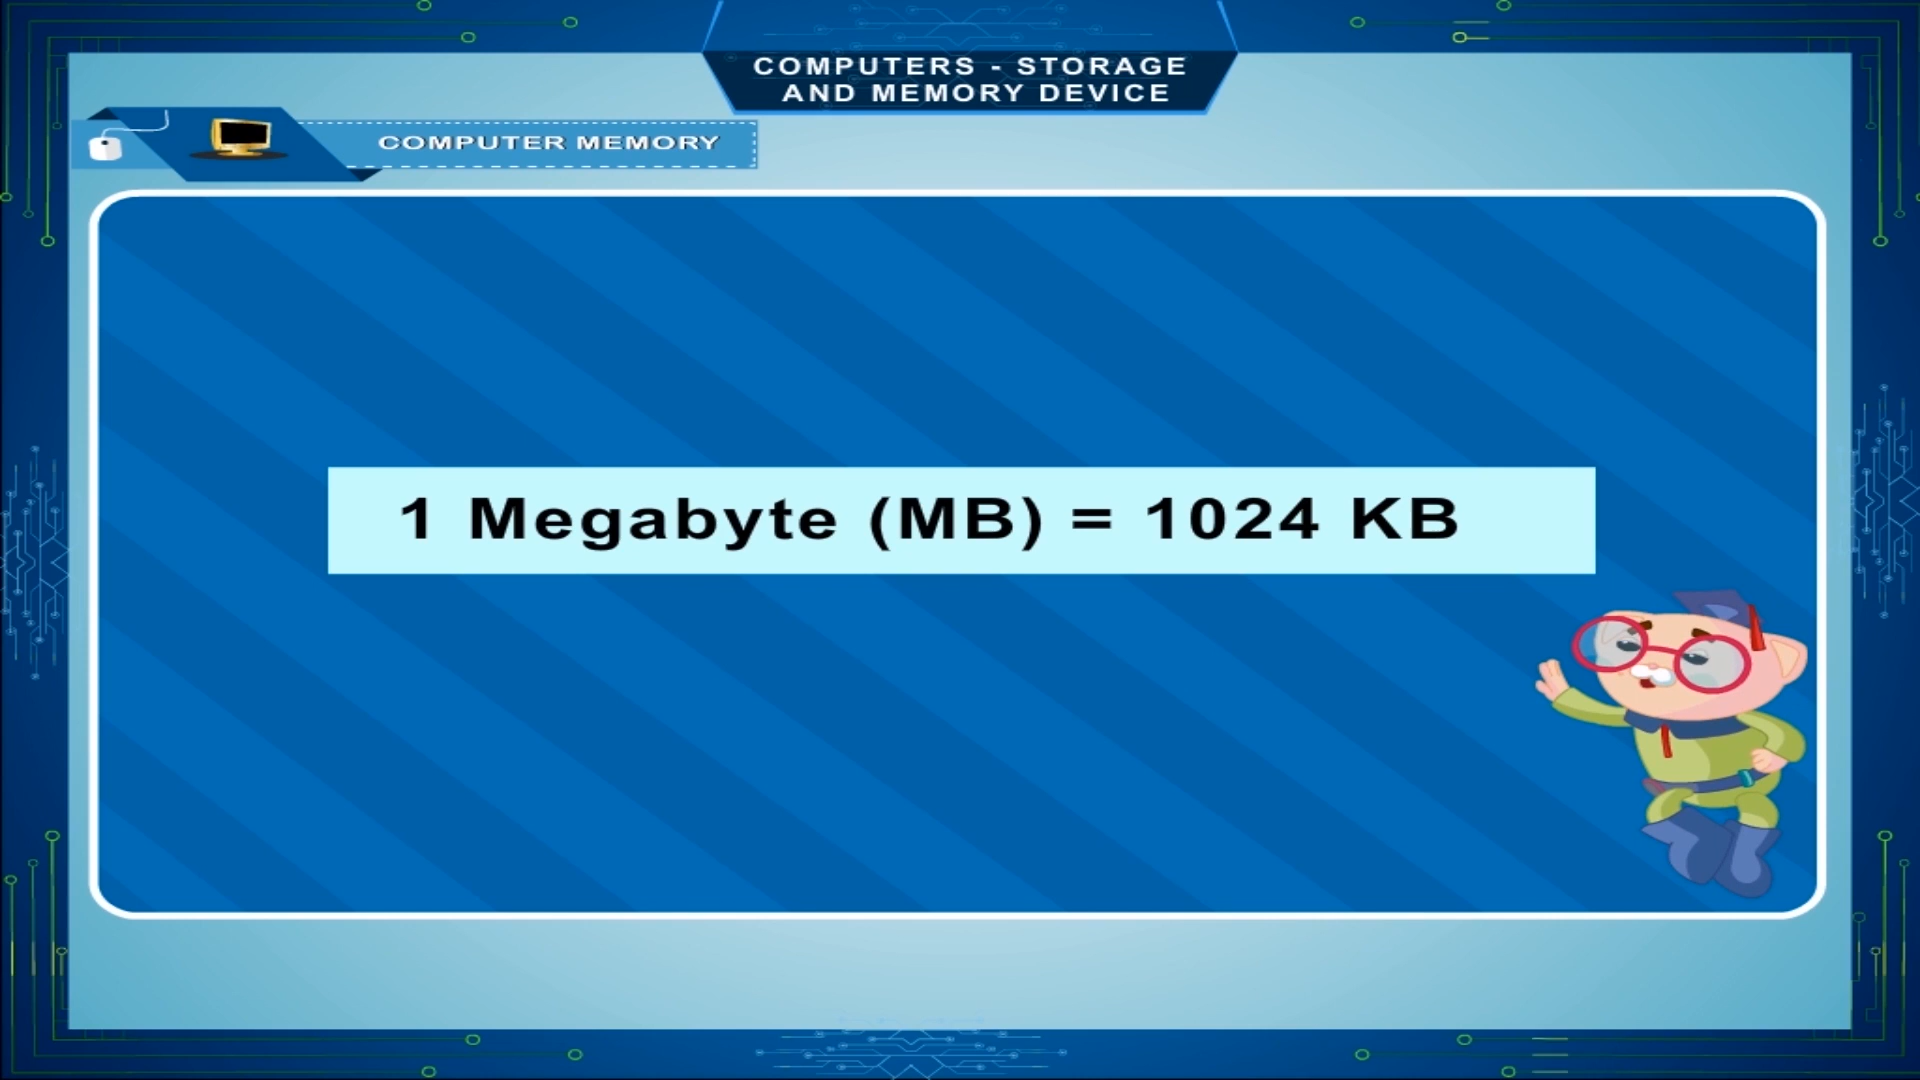 COMPUTERS - STORAGE
AND MEMORY DEVICE
COMPUTER MEMORY
1 Megabyte (MB) = 1024 KB